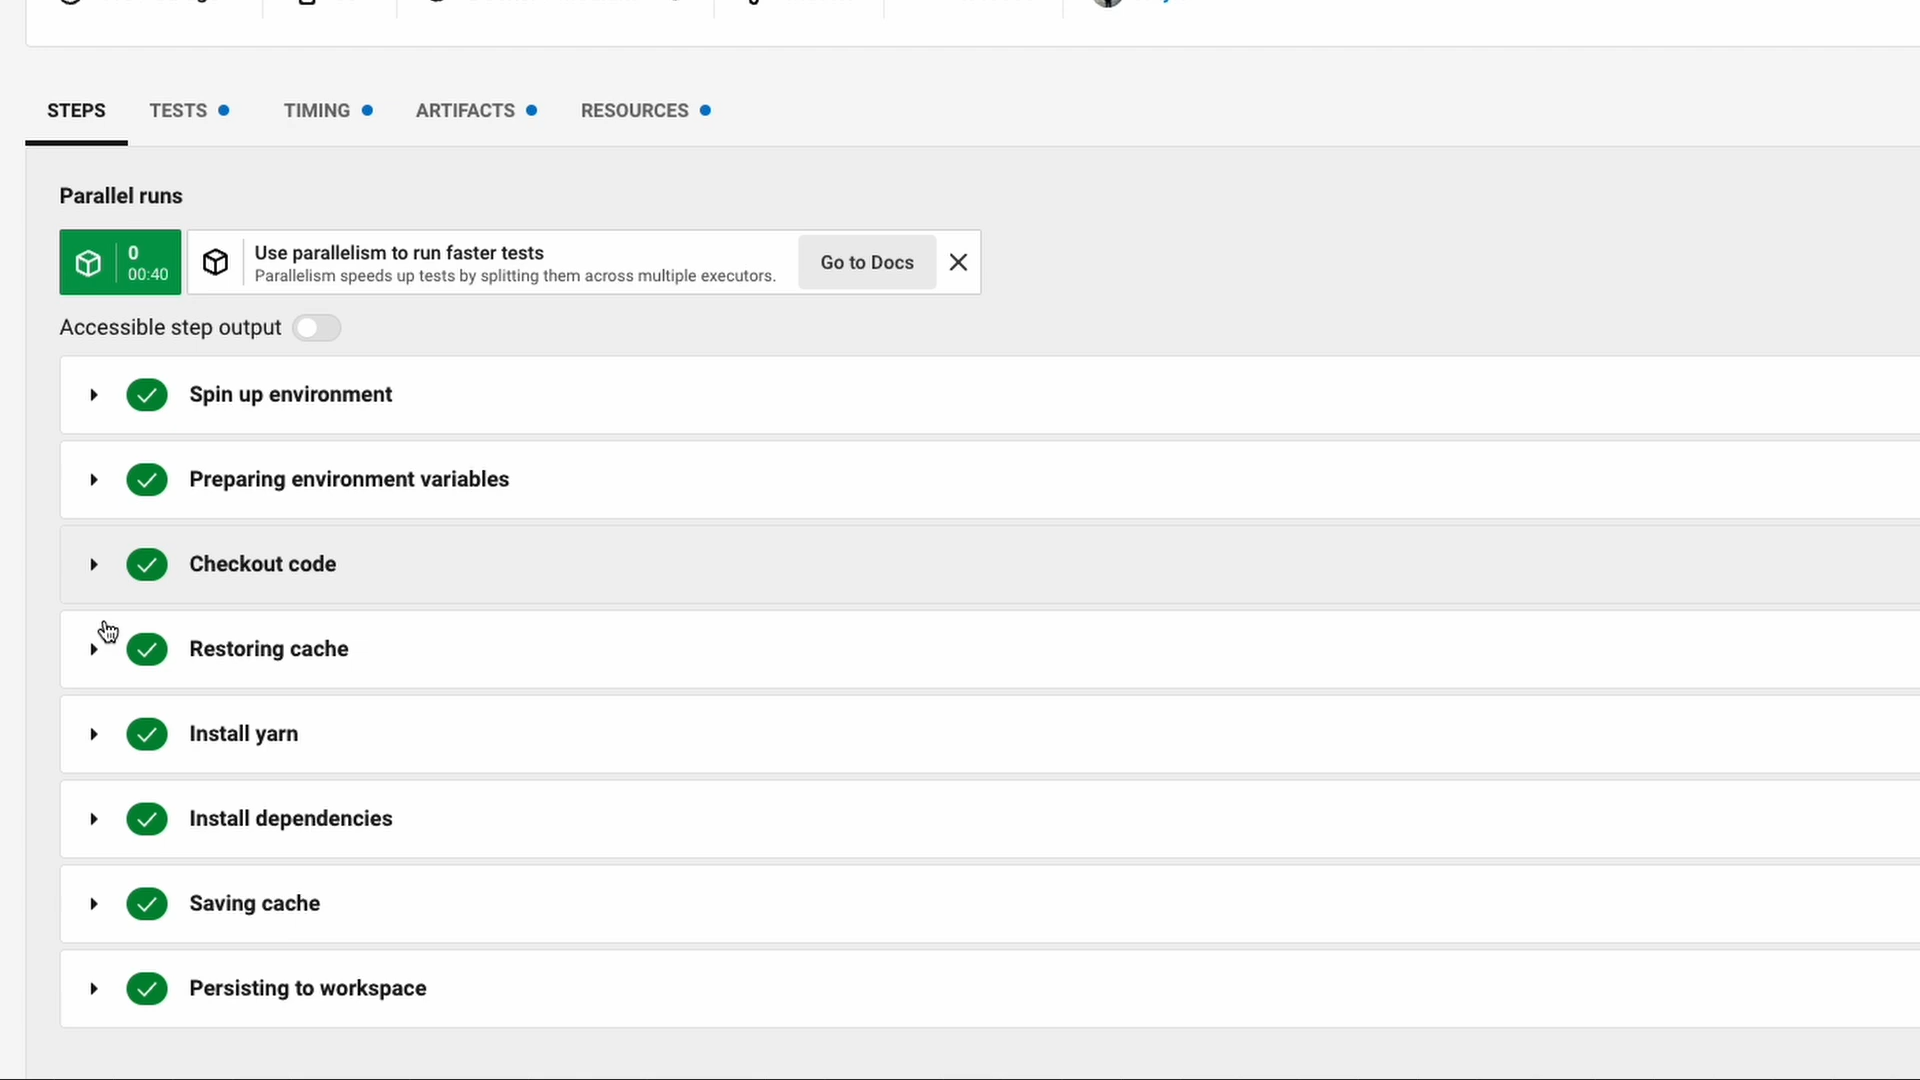 STEPS TESTS TIMING ARTIFACTS RESOURCES
Parallel runs
0
00:40
Use parallelism to run faster tests
Parallelism speeds up tests by splitting them across multiple executors.
Go to Docs
Accessible step output
Spin up environment
Preparing environment variables
Checkout code
Restoring cache
Install yarn
Install dependencies
Saving cache
Persisting to workspace